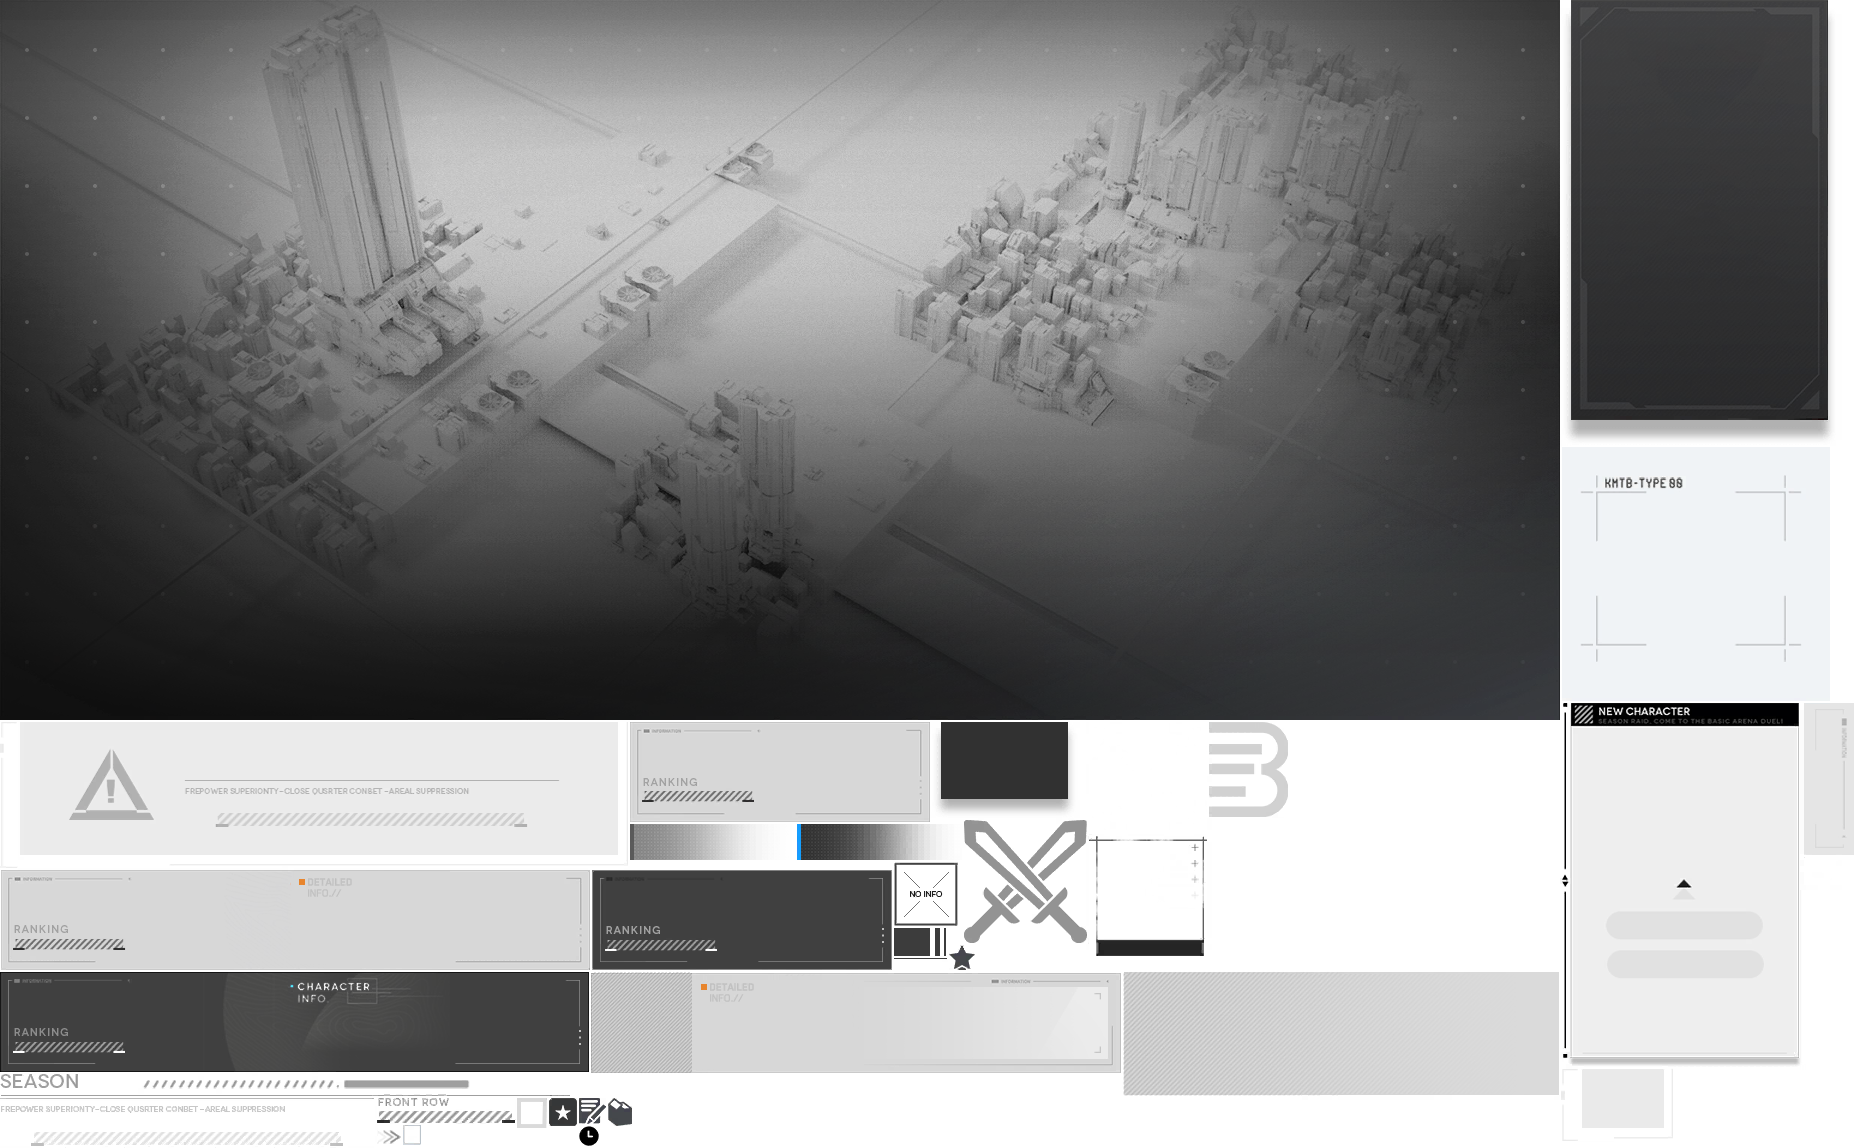 KMTB-TYPE 00
NEW CHARACTER
SEASON RAID. COME TO THE BASIC ARENA DUEL!
INFORMATION
FREPOWER SUPERIONTY-CLOSE QUSRTER CONBET -AREAL SUPPRESSION
INFORMATION
RANKING
INFORMATION
DETAILED
INFO.//
RANKING
INFORMATION
RANKING
NO INFO
INFORMATION
CHARACTER
INFO
RANKING
DETAILED
INFO.//
INFORMATION
SEASON
FREPOWER SUPERIONTY-CLOSE QUSRTER CONBET -AREAL SUPPRESSION
FRONT ROW